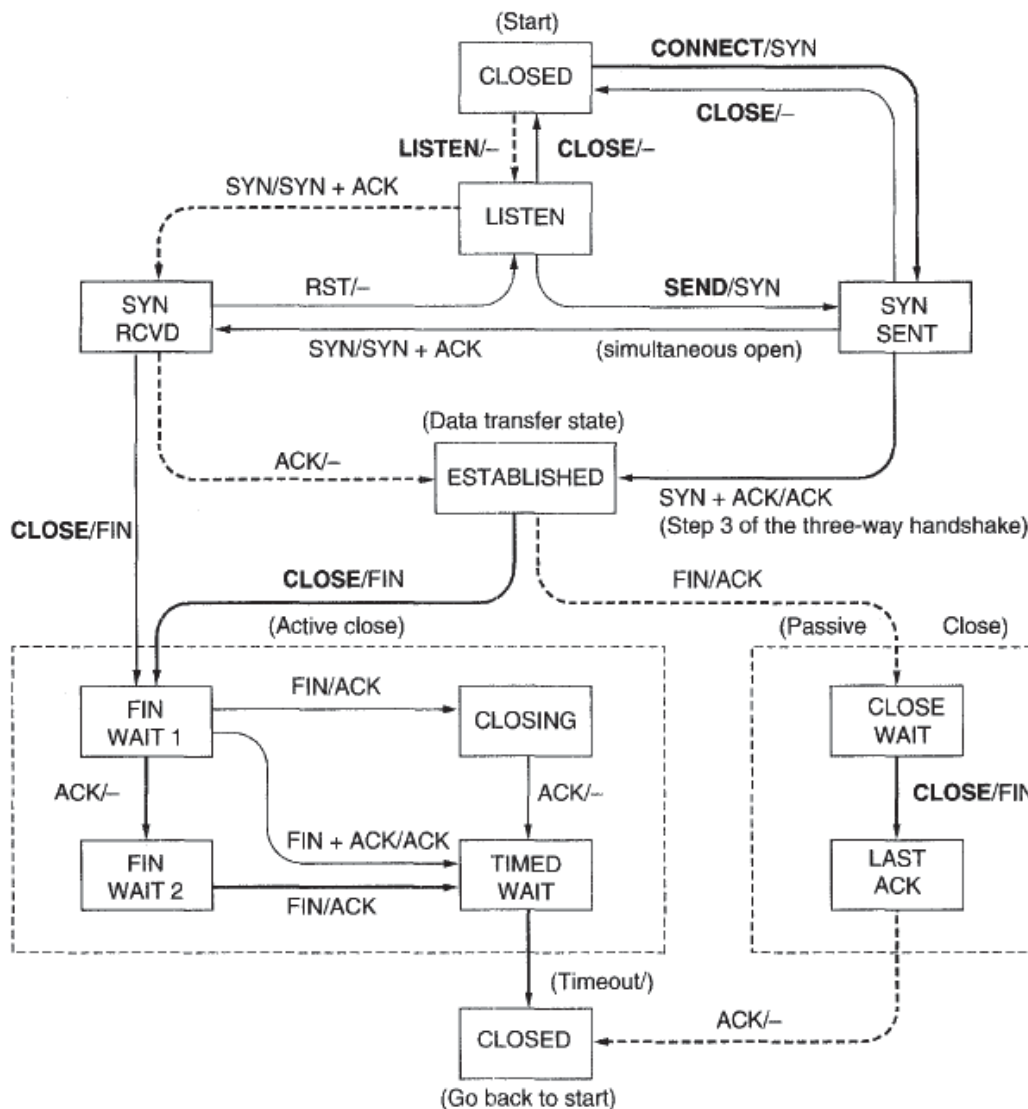 (Start)
CONNECT/SYN
CLOSED
CLOSE/–
LISTEN/–
CLOSE/–
SYN/SYN + ACK
LISTEN
RST/–
SEND/SYN
SYN
RCVD
SYN
SENT
SYN/SYN + ACK
(simultaneous open)
(Data transfer state)
ACK/–
ESTABLISHED
SYN + ACK/ACK
(Step 3 of the three-way handshake)
CLOSE/FIN
CLOSE/FIN
FIN/ACK
(Active close)
(Passive
Close)
FIN/ACK
FIN
WAIT 1
CLOSING
CLOSE
WAIT
ACK/–
ACK/–
CLOSE/FIN
FIN + ACK/ACK
FIN
WAIT 2
TIMED
WAIT
LAST
ACK
FIN/ACK
(Timeout/)
ACK/–
CLOSED
(Go back to start)